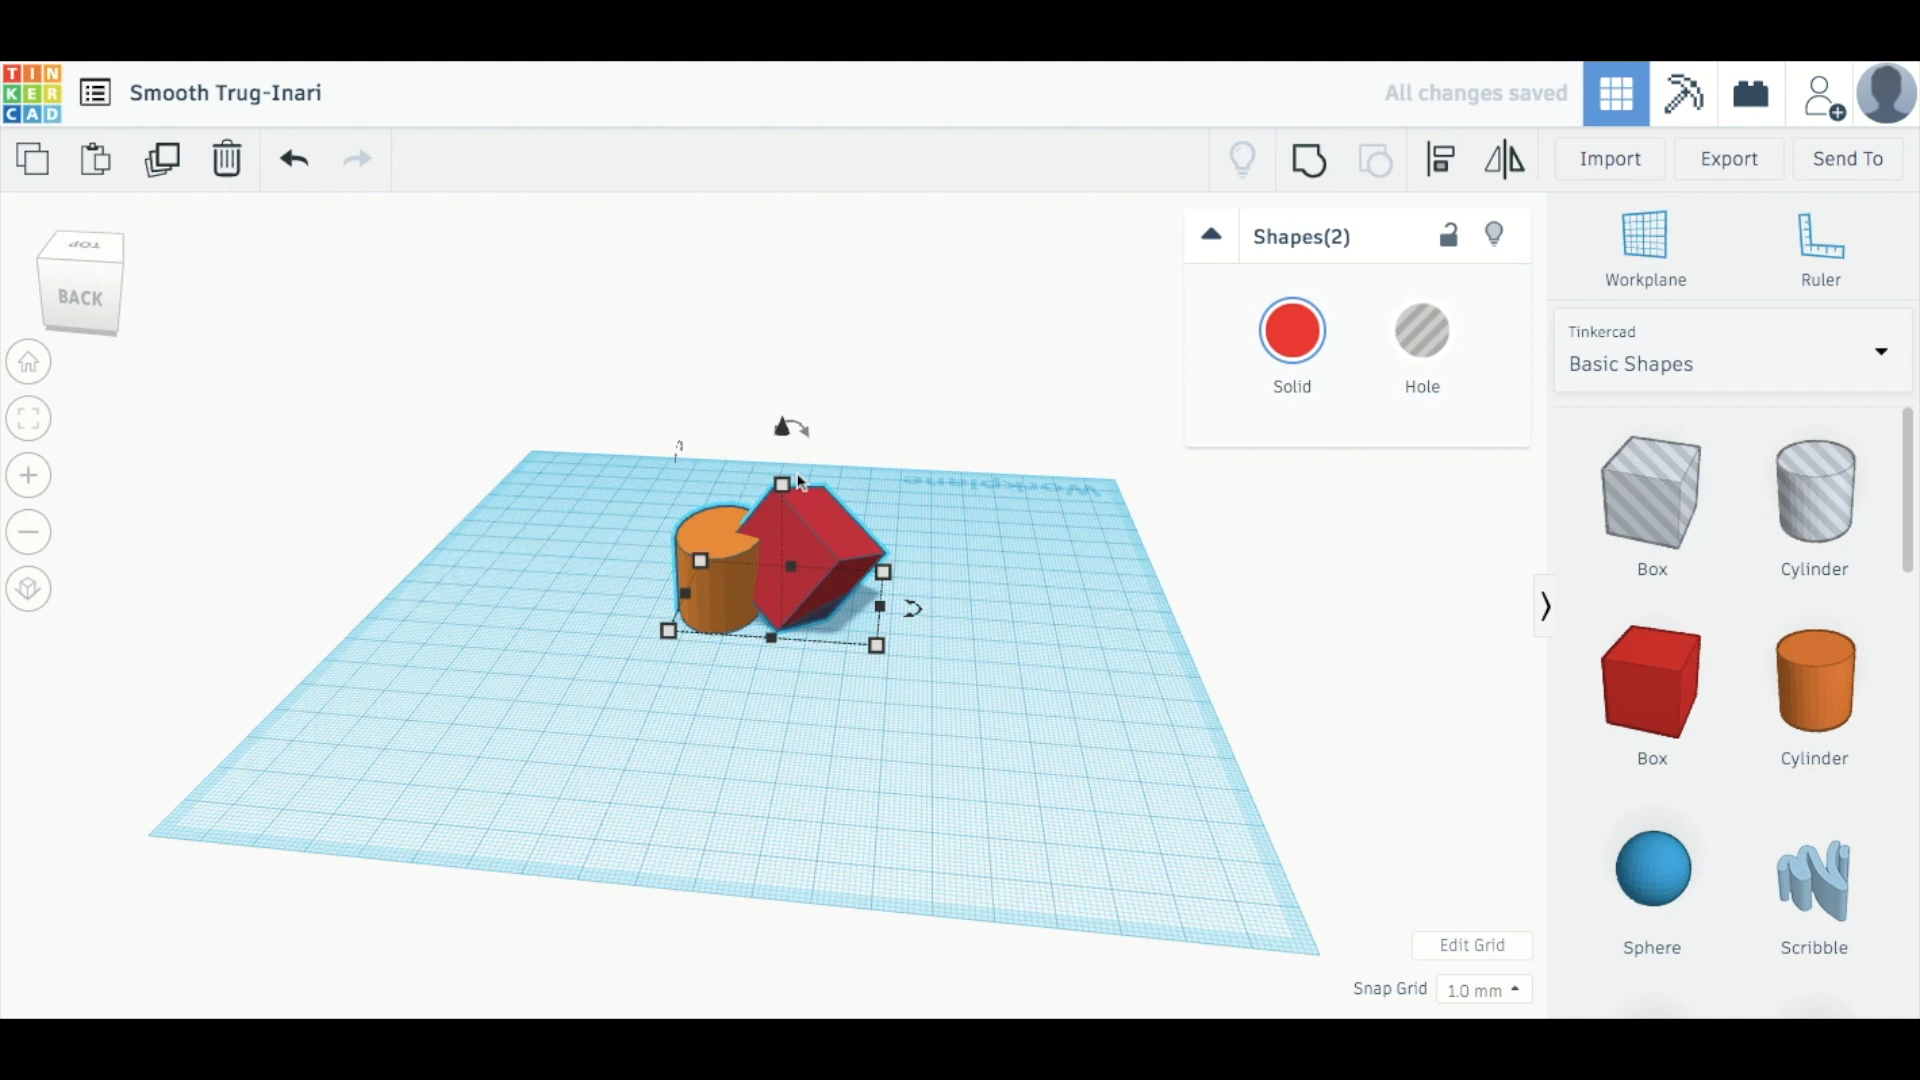 TIN
KER
CAD
Smooth Trug-Inari
All changes saved
Import
Export
Send To
TOP
BACK
Shapes(2)
Solid
Hole
Workplane
Ruler
Tinkercad
Basic Shapes
Workplane
Box
Cylinder
Box
Cylinder
Sphere
Scribble
Edit Grid
Snap Grid
1.0 mm